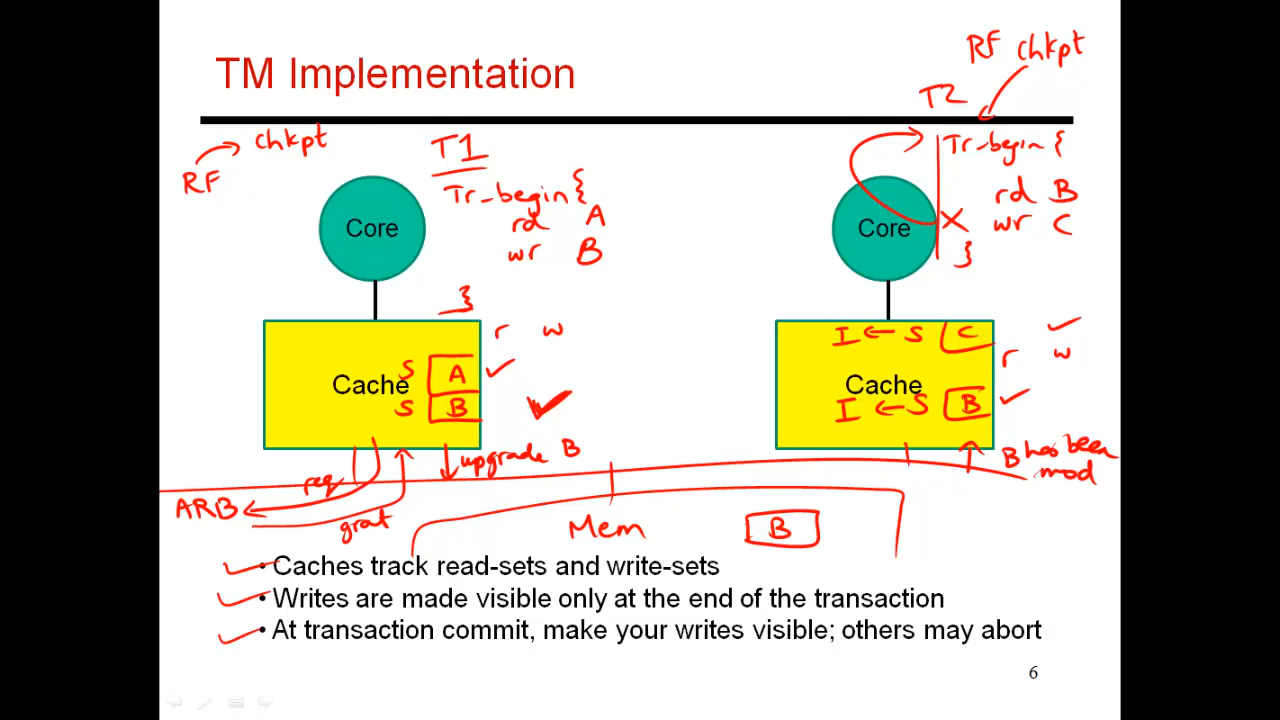 TM Implementation
RF chkpt
T2
chkpt
RF
T1
Tr_begin {
rd A
wr B
}
Core
Tr_begin {
rd B
wr C
}
Core
r w
S A
Cache
S B
I ← S C
r w
Cache
I ← S B
upgrade B
B has been mod
req
ARB
grat
Mem
B
• Caches track read-sets and write-sets
• Writes are made visible only at the end of the transaction
• At transaction commit, make your writes visible; others may abort
6